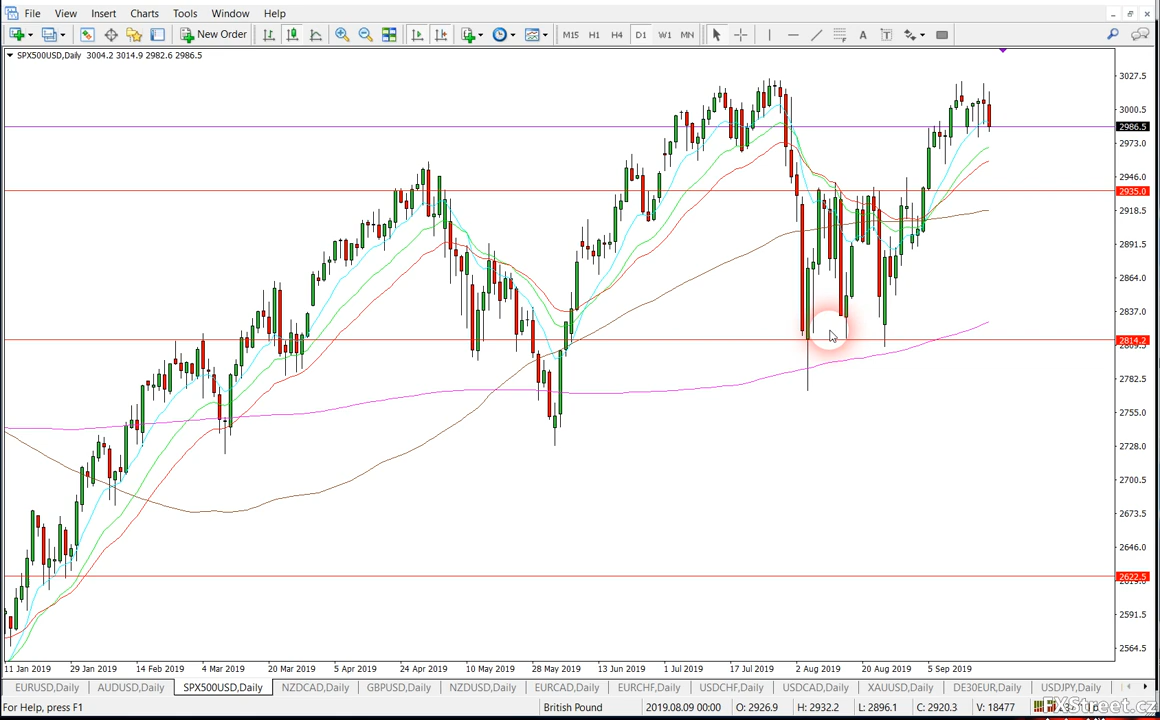 File View Insert Charts Tools Window Help
New Order M15 H1 H4 D1 W1 MN A T
SPX500USD,Daily 3004.2 3014.9 2982.6 2986.5
3027.5
3000.5
2986.5
2973.0
2946.0
2935.0
2918.5
2891.5
2864.0
2837.0
2814.2
2782.5
2755.0
2728.0
2700.5
2673.5
2646.0
2622.5
2591.5
2564.5
11 Jan 2019 29 Jan 2019 14 Feb 2019 4 Mar 2019 20 Mar 2019 5 Apr 2019 24 Apr 2019 10 May 2019 28 May 2019 13 Jun 2019 1 Jul 2019 17 Jul 2019 2 Aug 2019 20 Aug 2019 5 Sep 2019
EURUSD,Daily AUDUSD,Daily SPX500USD,Daily NZDCAD,Daily GBPUSD,Daily NZDUSD,Daily EURCAD,Daily EURCHF,Daily USDCHF,Daily USDCAD,Daily XAUUSD,Daily DE30EUR,Daily USDJPY,Daily
For Help, press F1 British Pound 2019.08.09 00:00 O: 2926.9 H: 2932.2 L: 2896.1 C: 2920.3 V: 18477
FXStreet.cz